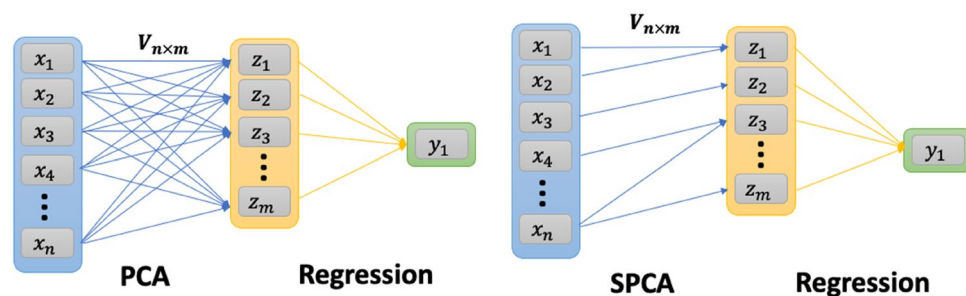 V_{n×m}
x_1
x_2
x_3
x_4
⋮
x_n
z_1
z_2
z_3
⋮
z_m
y_1
PCA
Regression
V_{n×m}
x_1
x_2
x_3
x_4
⋮
x_n
z_1
z_2
z_3
⋮
z_m
y_1
SPCA
Regression